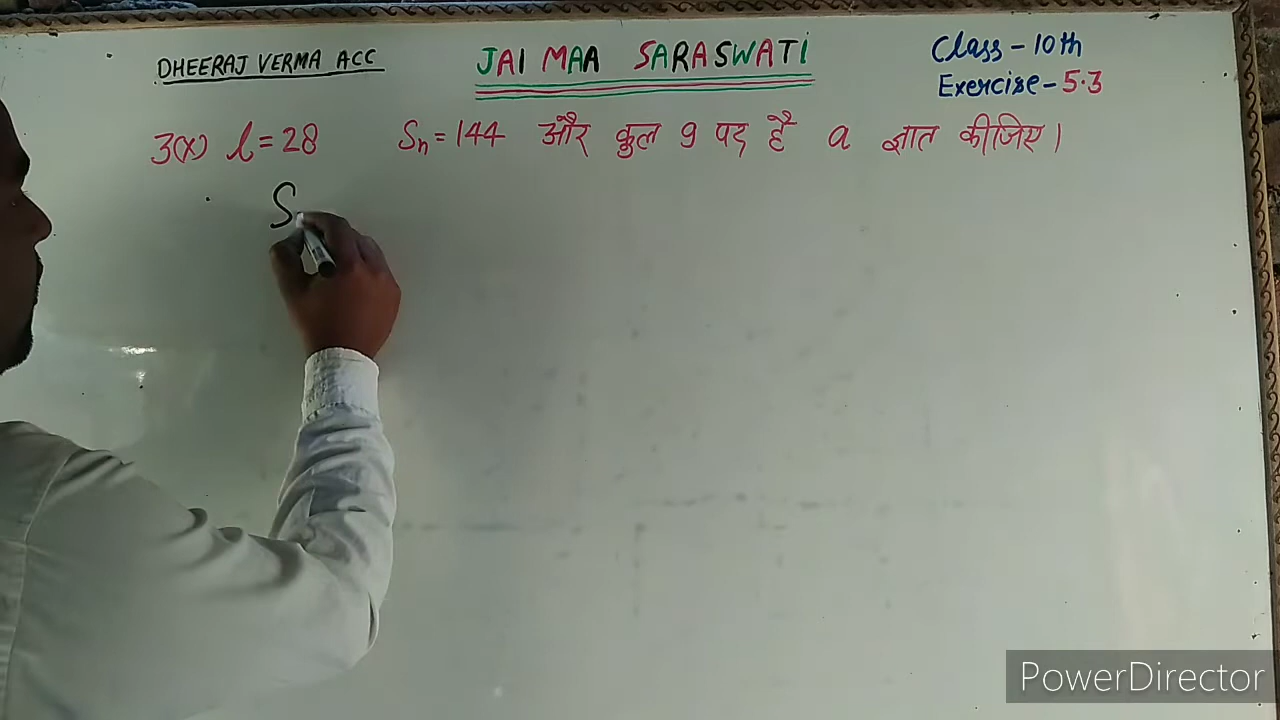 DHEERAJ VERMA ACC
JAI MAA SARASWATI
Class - 10th
Exercise - 5.3
3(x) l = 28 Sn = 144 और कुल 9 पद है a ज्ञात कीजिए।
S
PowerDirector